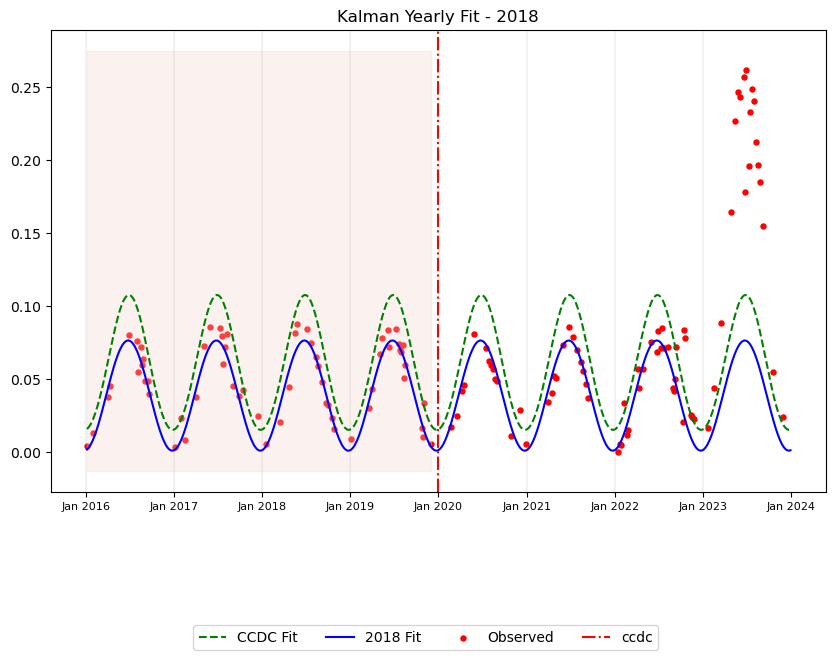 Kalman Yearly Fit - 2018
0.25
0.20
0.15
0.10
0.05
0.00
Jan 2016 Jan 2017 Jan 2018 Jan 2019 Jan 2020 Jan 2021 Jan 2022 Jan 2023 Jan 2024
CCDC Fit 2018 Fit Observed ccdc